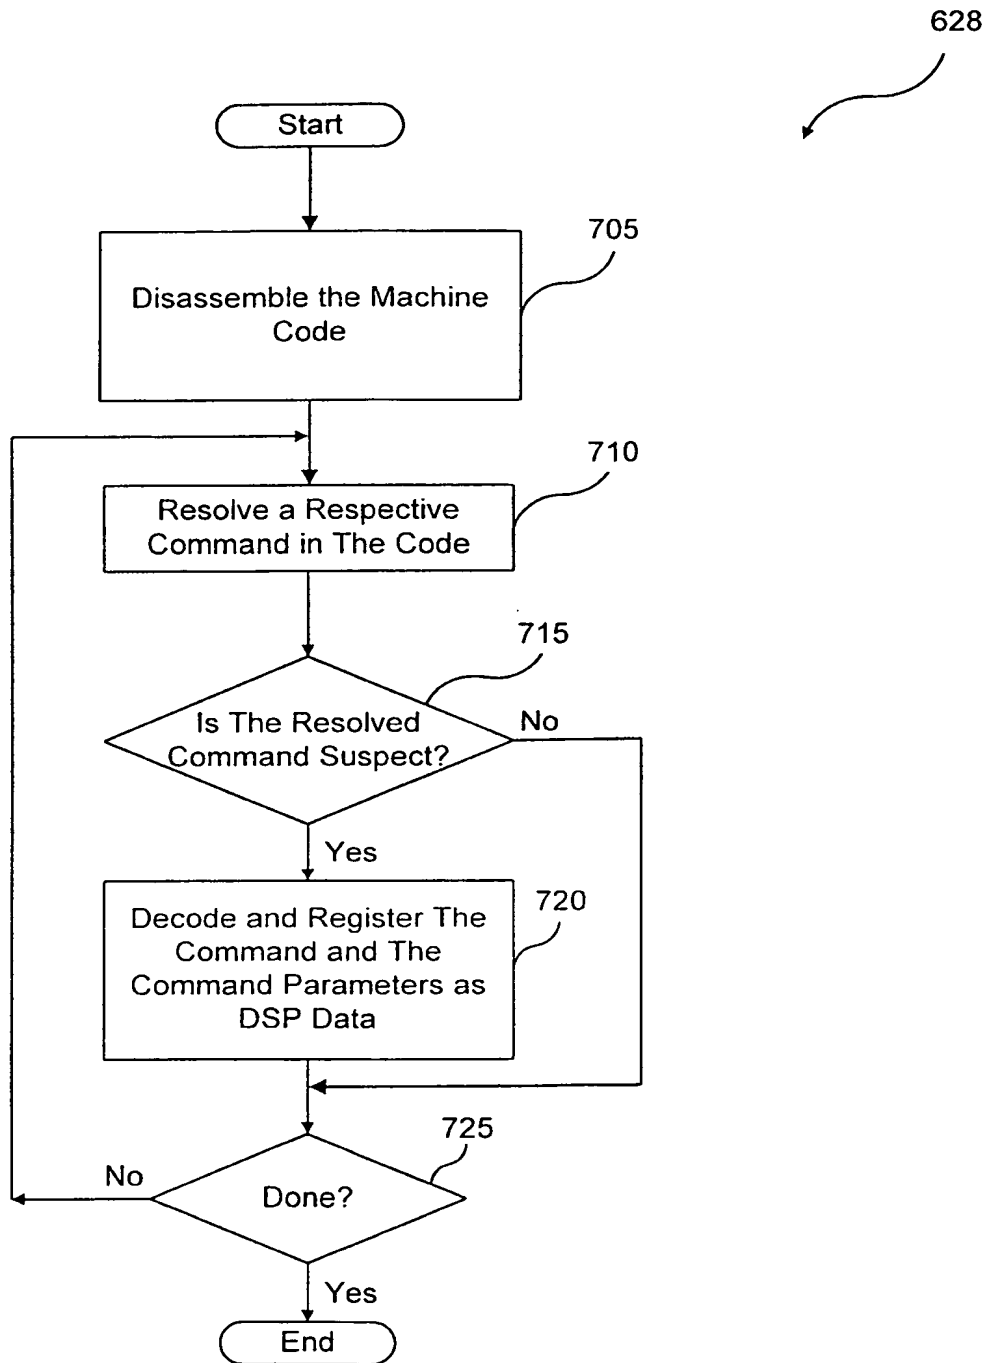 628
Start
705
Disassemble the Machine
Code
710
Resolve a Respective
Command in The Code
715
Is The Resolved
Command Suspect?
No
Yes
720
Decode and Register The
Command and The
Command Parameters as
DSP Data
725
No
Done?
Yes
End